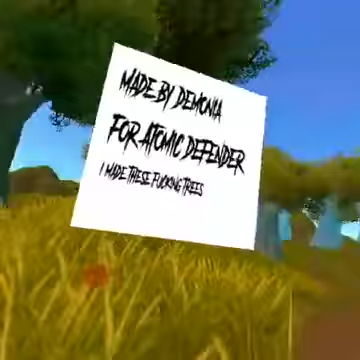 MADE BY DEMONIA
FOR ATOMIC DEFENDER
I MADE THESE FUCKING TREES